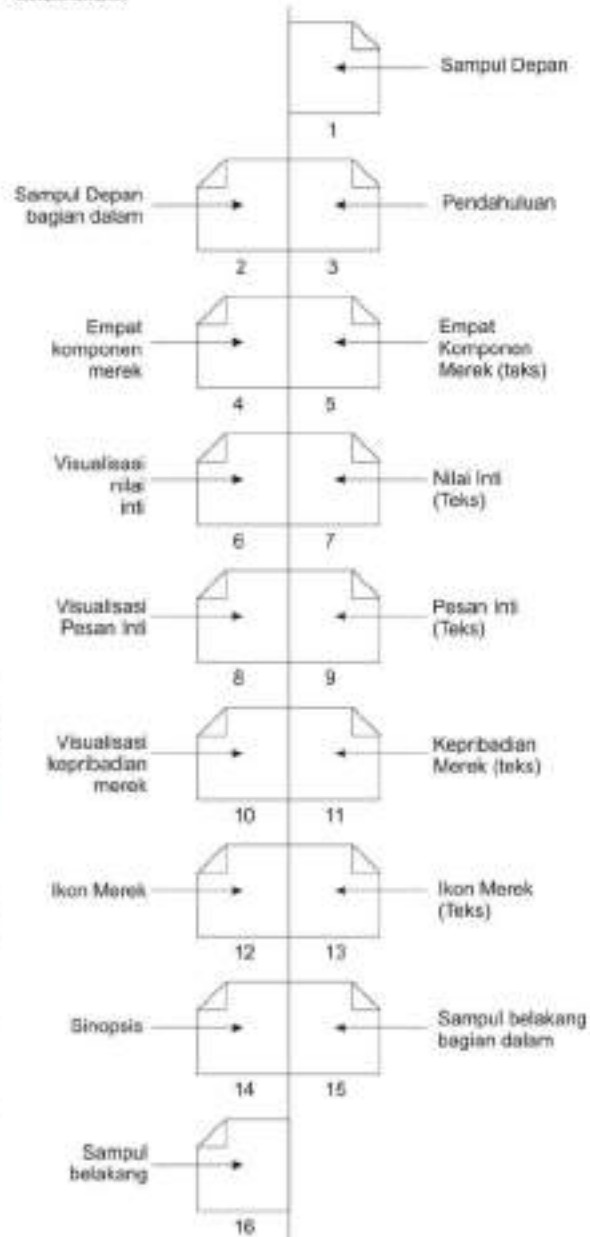 Sampul Depan
1
Sampul Depan
bagian dalam
Pendahuluan
2
3
Empat
komponen
merek
Empat
Komponen
Merek (teks)
4
5
Visualisasi
nilai
inti
Nilai Inti
(Teks)
6
7
Visualisasi
Pesan Inti
Pesan Inti
(Teks)
8
9
Visualisasi
kepribadian
merek
Kepribadian
Merek (teks)
10
11
Ikon Merek
Ikon Merek
(Teks)
12
13
Sinopsis
Sampul belakang
bagian dalam
14
15
Sampul
belakang
16